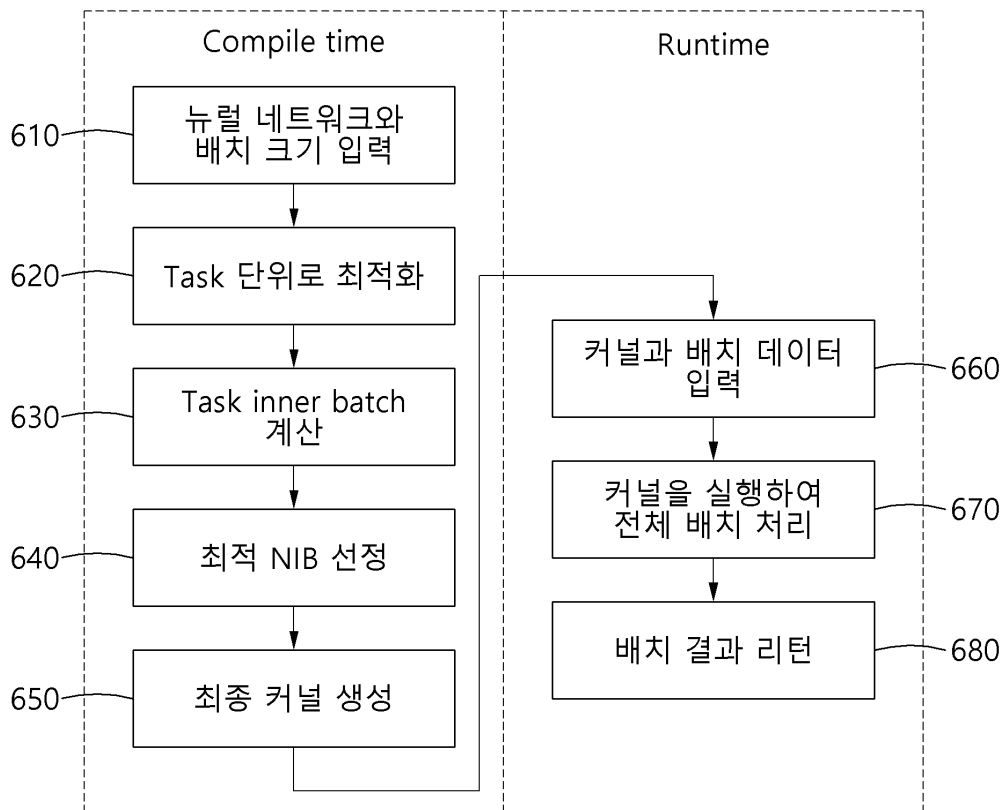 Compile time
610
뉴럴 네트워크와
배치 크기 입력
620
Task 단위로 최적화
630
Task inner batch
계산
640
최적 NIB 선정
650
최종 커널 생성
Runtime
커널과 배치 데이터
입력
660
커널을 실행하여
전체 배치 처리
670
배치 결과 리턴
680